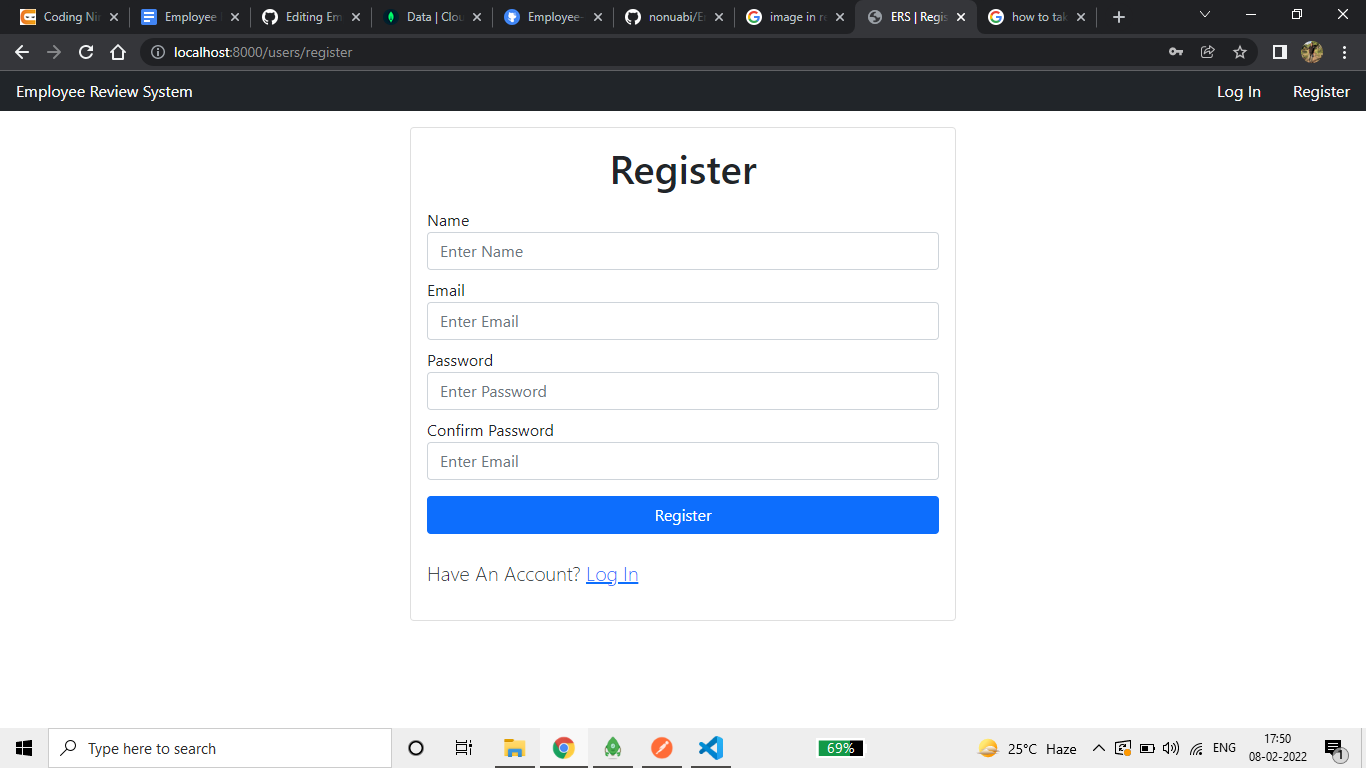 Coding Nin
Employee
Editing Em
Data | Clou
Employee-
nonuabi/E
image in re
ERS | Regis
how to tak
localhost:8000/users/register
Employee Review System
Log In
Register
Register
Name
Enter Name
Email
Enter Email
Password
Enter Password
Confirm Password
Enter Email
Register
Have An Account? Log In
Type here to search
69%
25°C Haze
ENG
17:50
08-02-2022
1